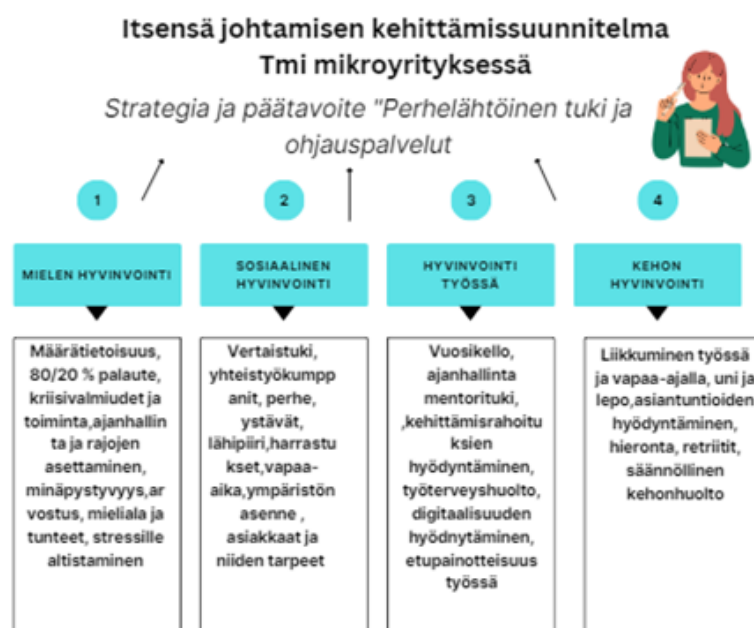 Itsensä johtamisen kehittämissuunnitelma
Tmi mikroyrityksessä
Strategia ja päätavoite "Perhelähtöinen tuki ja
ohjauspalvelut
1
MIELEN HYVINVOINTI
Määrätietoisuus,
80/20 % palaute,
kriisivalmiudet ja
toiminta,ajanhallin
ta ja rajojen
asettaminen,
minäpystyvyys,ar
vostus, mieliala ja
tunteet, stressille
altistaminen
2
SOSIAALINEN
HYVINVOINTI
Vertaistuki,
yhteistyökumpp
anit, perhe,
ystävät,
lähipiiri,harrastu
kset,vapaa-
aika,ympäristön
asenne ,
asiakkaat ja
niiden tarpeet
3
HYVINVOINTI
TYÖSSÄ
Vuosikello,
ajanhallinta
mentorituki,
,kehittämisrahoitu
ksien
hyödyntäminen,
työterveyshuolto,
digitaalisuuden
hyödnytäminen,
etupainotteisuus
työssä
4
KEHON
HYVINVOINTI
Liikkuminen työssä
ja vapaa-ajalla, uni ja
lepo,asiantuntioiden
hyödyntäminen,
hieronta, retriitit,
säännöllinen
kehonhuolto